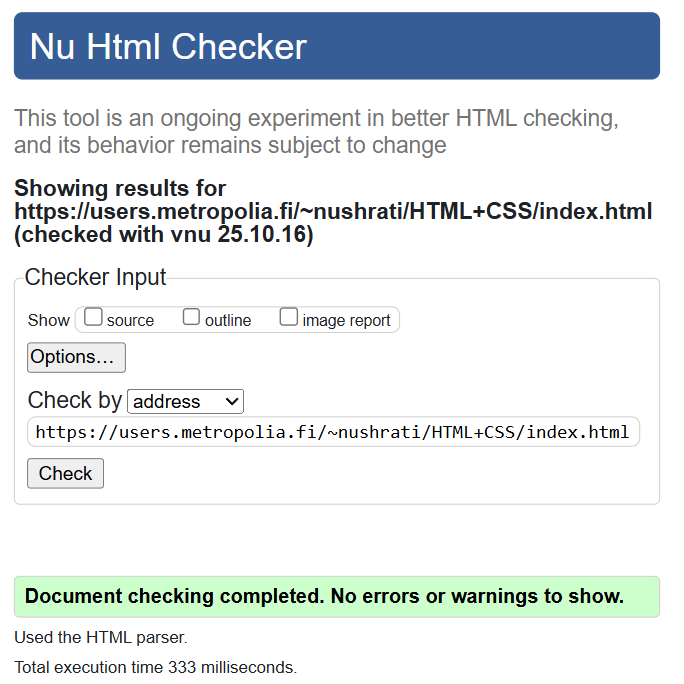 Nu Html Checker
This tool is an ongoing experiment in better HTML checking,
and its behavior remains subject to change
Showing results for
https://users.metropolia.fi/~nushrati/HTML+CSS/index.html
(checked with vnu 25.10.16)
Checker Input
Show source outline image report
Options…
Check by address
https://users.metropolia.fi/~nushrati/HTML+CSS/index.html
Check
Document checking completed. No errors or warnings to show.
Used the HTML parser.
Total execution time 333 milliseconds.